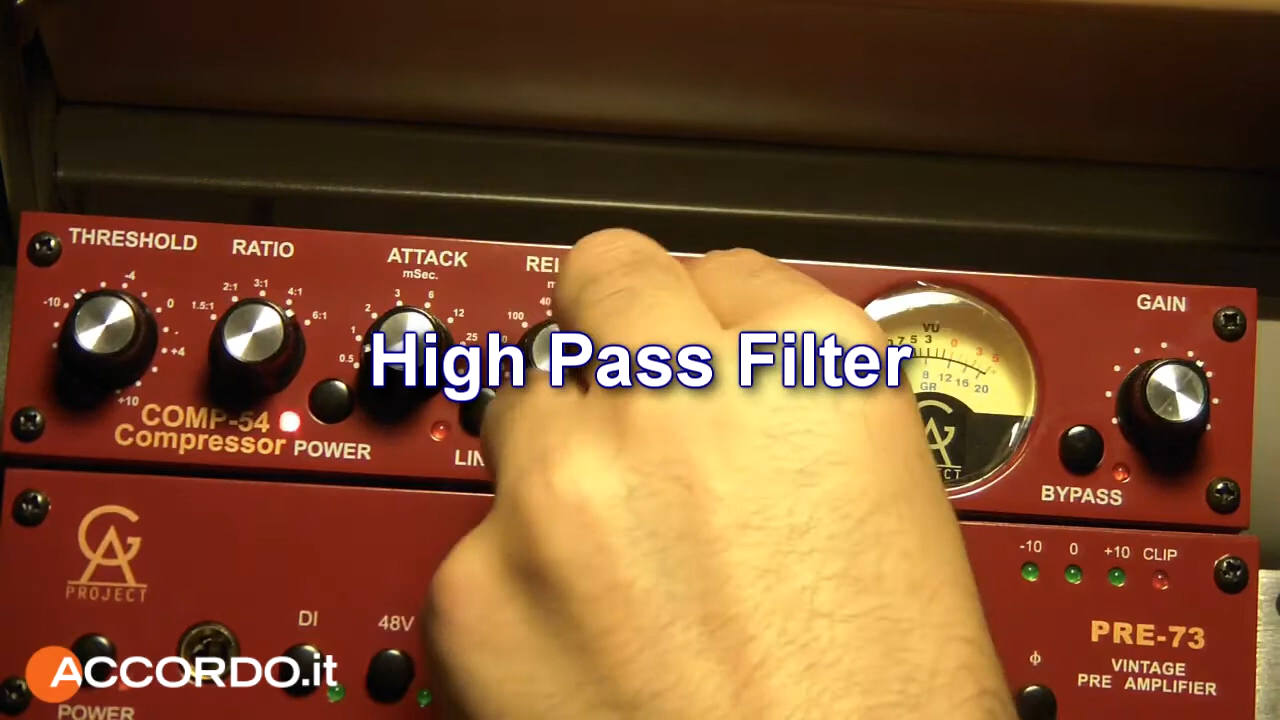 THRESHOLD
RATIO
ATTACK
mSec.
GAIN
-10
-4
0
+4
+10
1.5:1
2:1
3:1
4:1
6:1
0.5
1
2
3
6
12
25
100
40
VU
7 5 3 0 3 5
8 12 16 20
GR
High Pass Filter
COMP-54
Compressor
POWER
BYPASS
GA
PROJECT
DI
48V
POWER
-10
0
+10
CLIP
PRE-73
VINTAGE
PRE AMPLIFIER
ϕ
ACCORDO.it